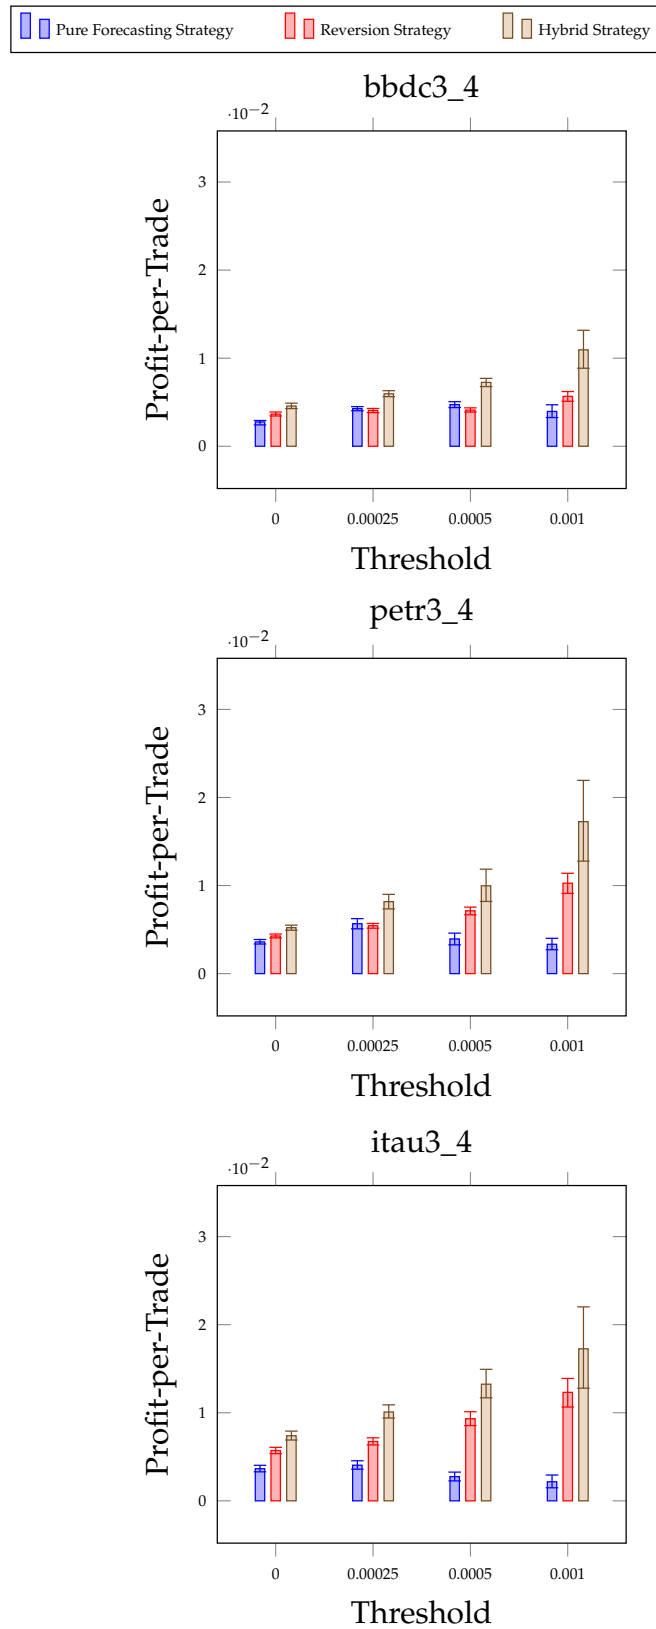 Pure Forecasting Strategy Reversion Strategy Hybrid Strategy
bbdc3_4
·10−2
3
2
1
0
Profit-per-Trade
0 0.00025 0.0005 0.001
Threshold
petr3_4
·10−2
3
2
1
0
Profit-per-Trade
0 0.00025 0.0005 0.001
Threshold
itau3_4
·10−2
3
2
1
0
Profit-per-Trade
0 0.00025 0.0005 0.001
Threshold